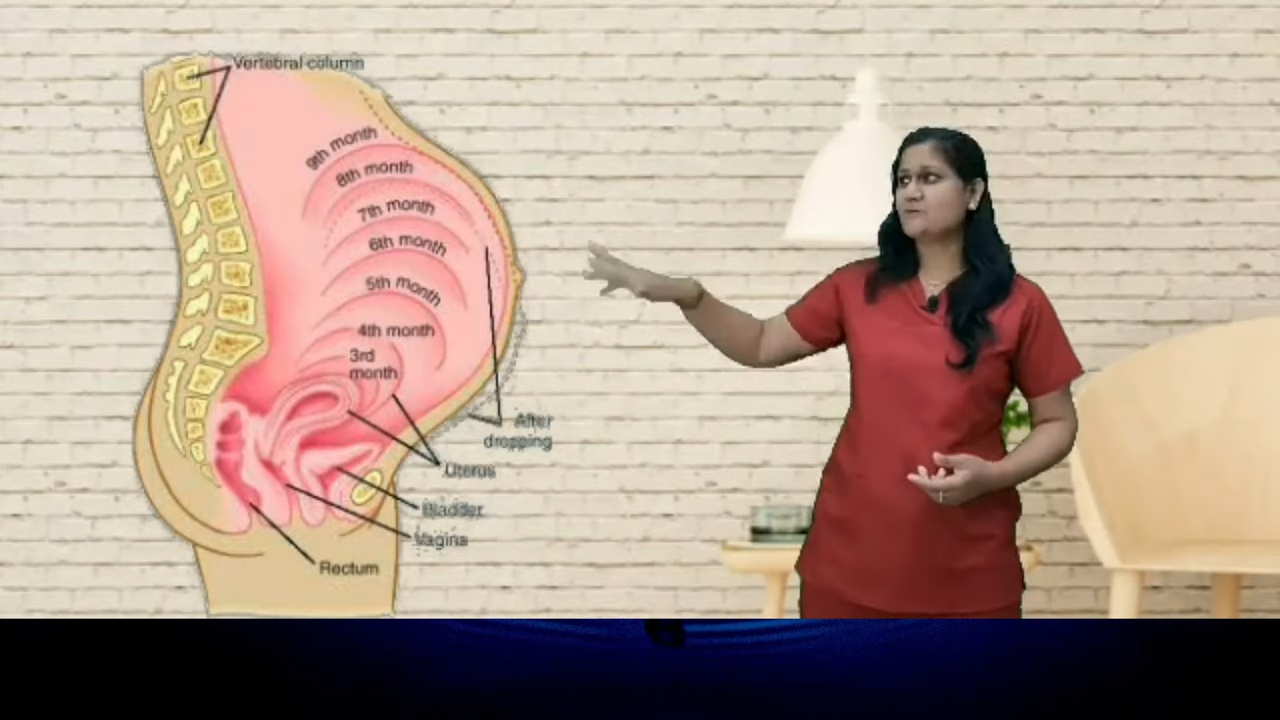 Vertebral column
9th month
8th month
7th month
6th month
5th month
4th month
3rd
month
After
dropping
Uterus
Bladder
Vagina
Rectum